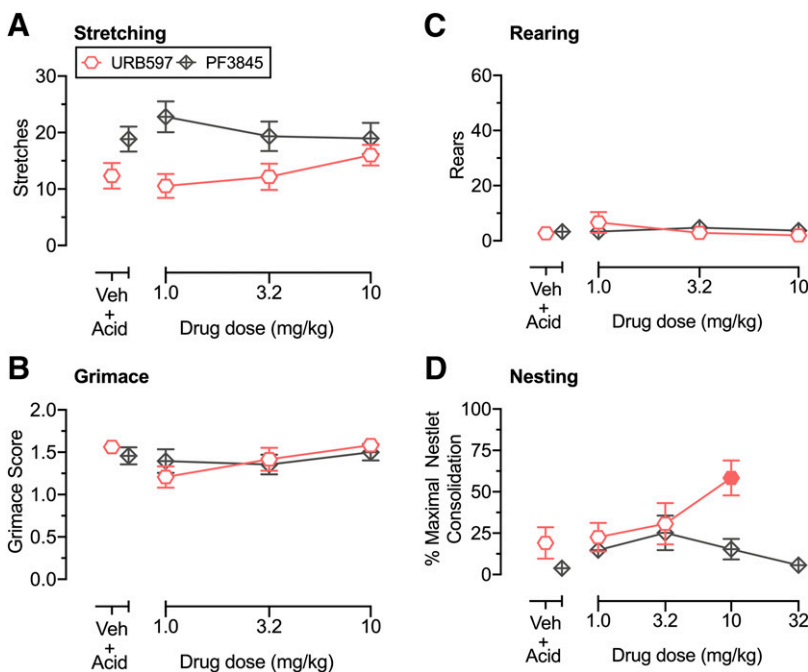 A Stretching
URB597 PF3845
30
20
10
0
Stretches
Veh
+
Acid
1.0 3.2 10
Drug dose (mg/kg)
B Grimace
2.0
1.5
1.0
0.5
0.0
Grimace Score
Veh
+
Acid
1.0 3.2 10
Drug dose (mg/kg)
C Rearing
60
40
20
0
Rears
Veh
+
Acid
1.0 3.2 10
Drug dose (mg/kg)
D Nesting
100
75
50
25
0
% Maximal Nestlet
Consolidation
Veh
+
Acid
1.0 3.2 10 32
Drug dose (mg/kg)